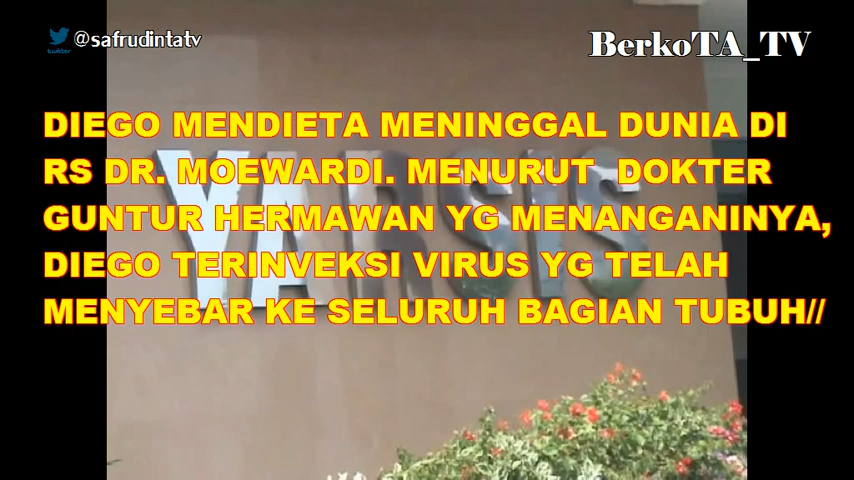 twitter @safrudintatv
BerkoTA_TV
DIEGO MENDIETA MENINGGAL DUNIA DI
RS DR. MOEWARDI. MENURUT DOKTER
GUNTUR HERMAWAN YG MENANGANINYA,
DIEGO TERINVEKSI VIRUS YG TELAH
MENYEBAR KE SELURUH BAGIAN TUBUH//
YARSIS